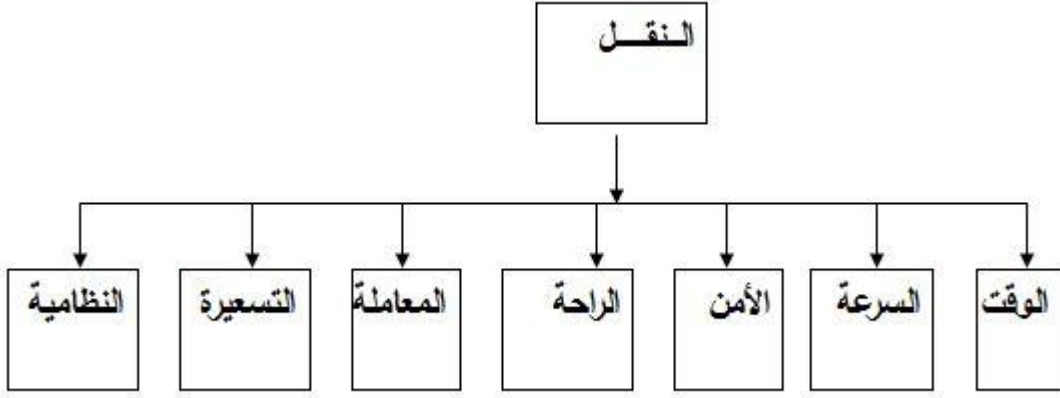 النقل
الوقت
السرعة
الأمن
الراحة
المعاملة
التسعيرة
النظامية